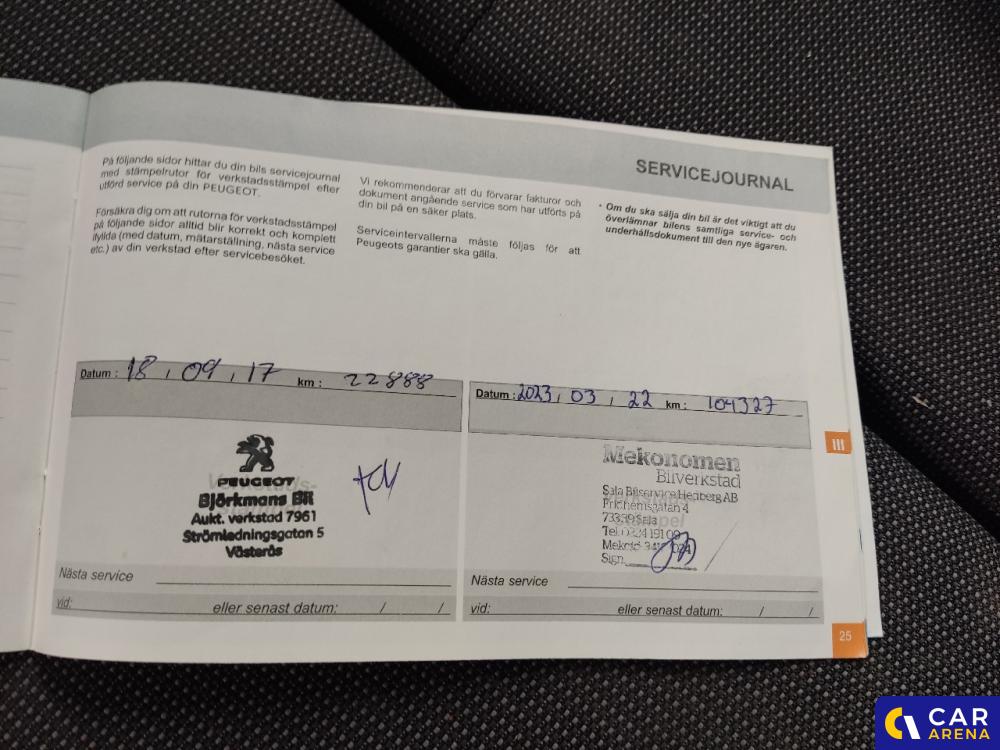 SERVICEJOURNAL
På följande sidor hittar du din bils servicejournal
med stämpelrutor för verkstadsstämpel efter
utförd service på din PEUGEOT.
Försäkra dig om att rutorna för verkstadsstämpel
på följande sidor alltid blir korrekt och komplett
ifyllda (med datum, mätarställning, nästa service
etc.) av din verkstad efter servicebesöket.
Vi rekommenderar att du förvarar fakturor och
dokument angående service som har utförts på
din bil på en säker plats.
Serviceintervallerna måste följas för att
Peugeots garantier ska gälla.
• Om du ska sälja din bil är det viktigt att du
överlämnar bilens samtliga service- och
underhållsdokument till den nye ägaren.
Datum : 18 , 09 , 17 km : 22888
PEUGEOT
Björkmans Bil
Aukt. verkstad 7961
Strömledningsgatan 5
Västerås
Nästa service
vid: eller senast datum: / /
Datum : 2023 , 03 , 22 km : 104327
Mekonomen
Bilverkstad
Sala Bilservice Hedberg AB
73339 Sala
Sign
Nästa service
vid: eller senast datum: / /
III
25
CAR
ARENA